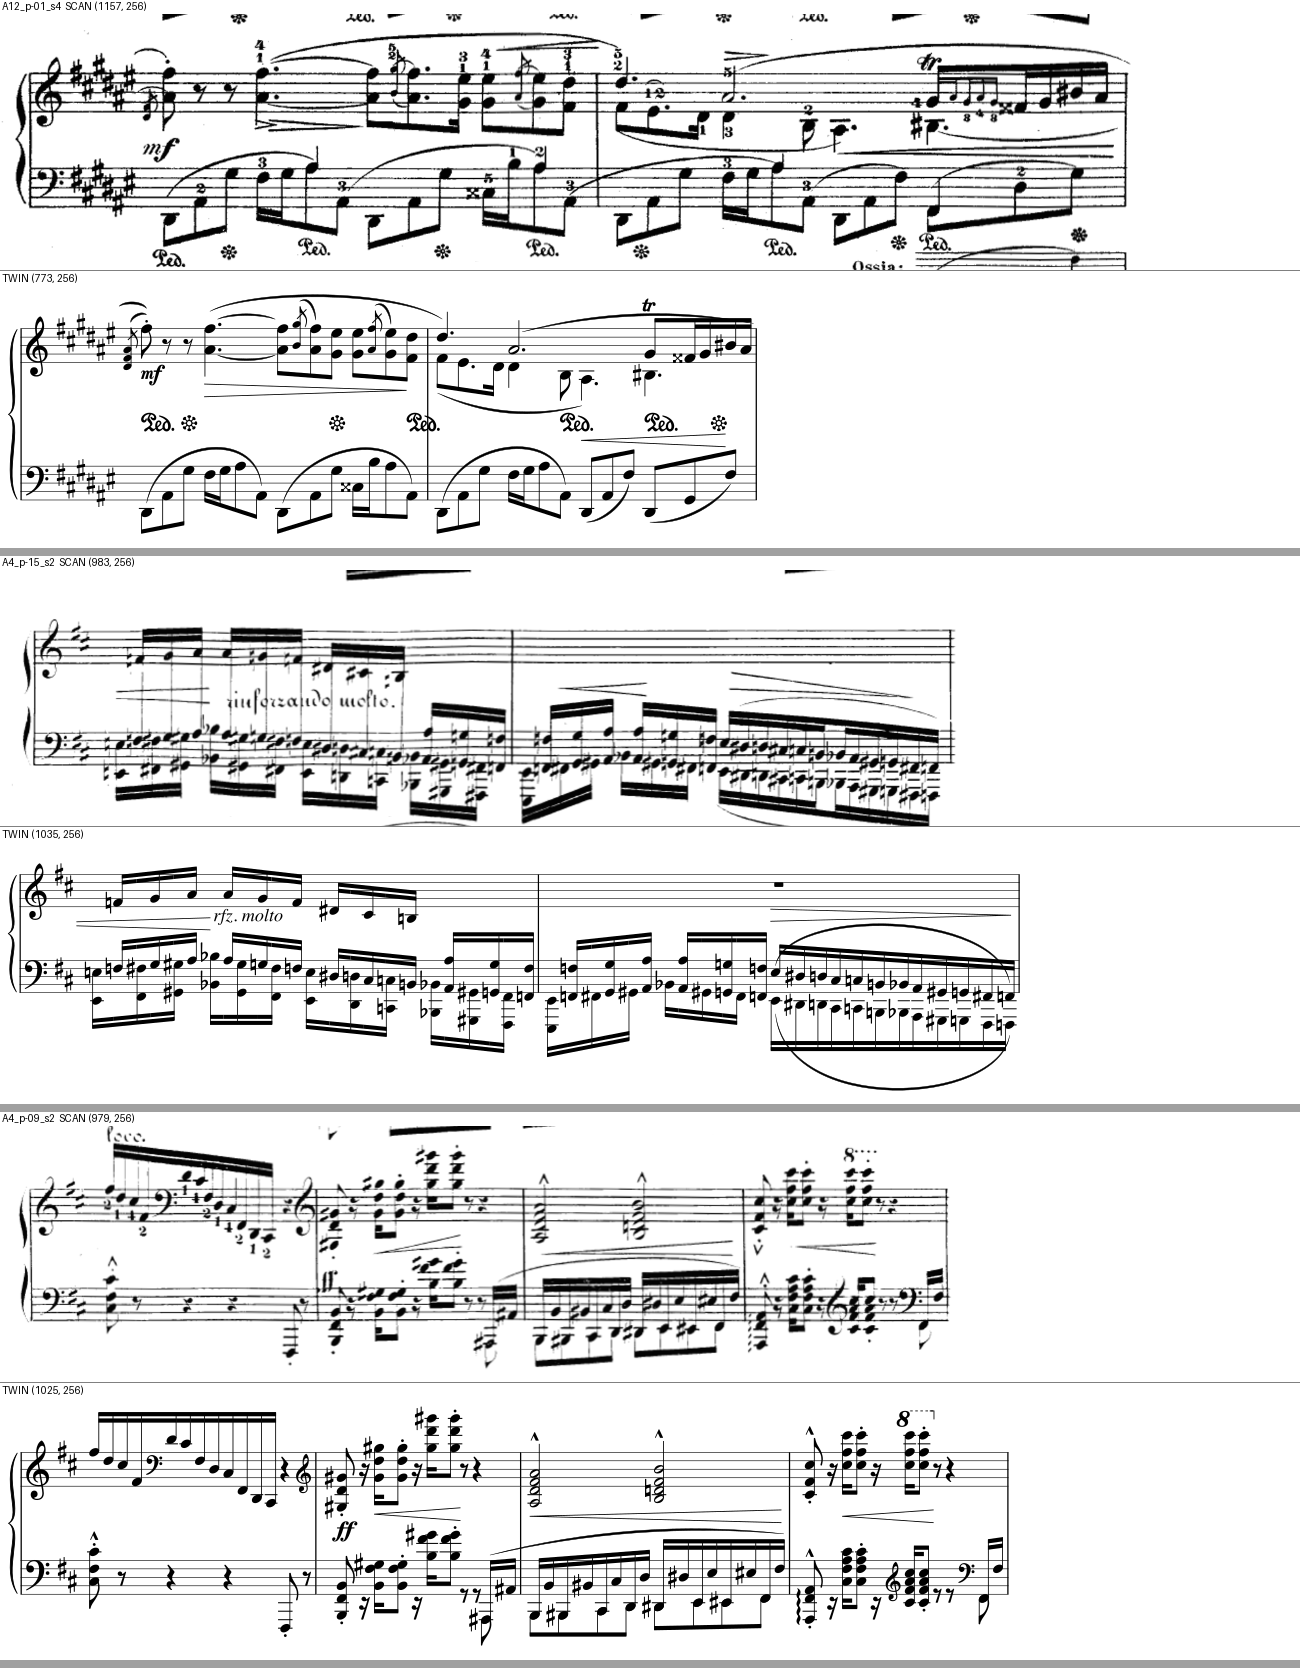 A12_p-01_s4 SCAN (1157, 256)
mf
Ped.
Ped.
Ped.
Ped.
Ped.
Ped.
Ossia:
TWIN (773, 256)
tr
mf
Ped.
Ped.
Ped.
Ped.
A4_p-15_s2 SCAN (983, 256)
rinforzando molto.
TWIN (1035, 256)
rfz. molto
A4_p-09_s2 SCAN (979, 256)
loco.
8
TWIN (1025, 256)
8
ff